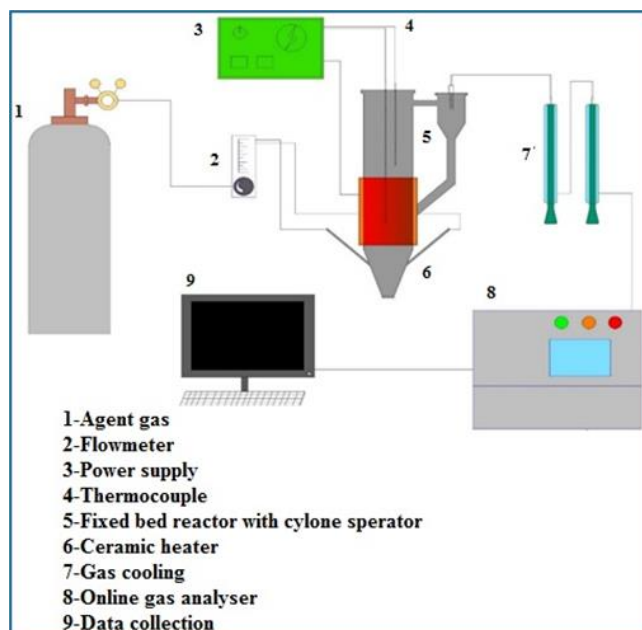 3
4
1
5
2
7
6
9
8
1-Agent gas
2-Flowmeter
3-Power supply
4-Thermocouple
5-Fixed bed reactor with cylone sperator
6-Ceramic heater
7-Gas cooling
8-Online gas analyser
9-Data collection